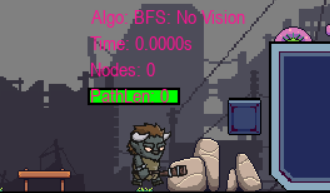 Algo: BFS: No Vision
Time: 0.0000s
Nodes: 0
PathLen: 0